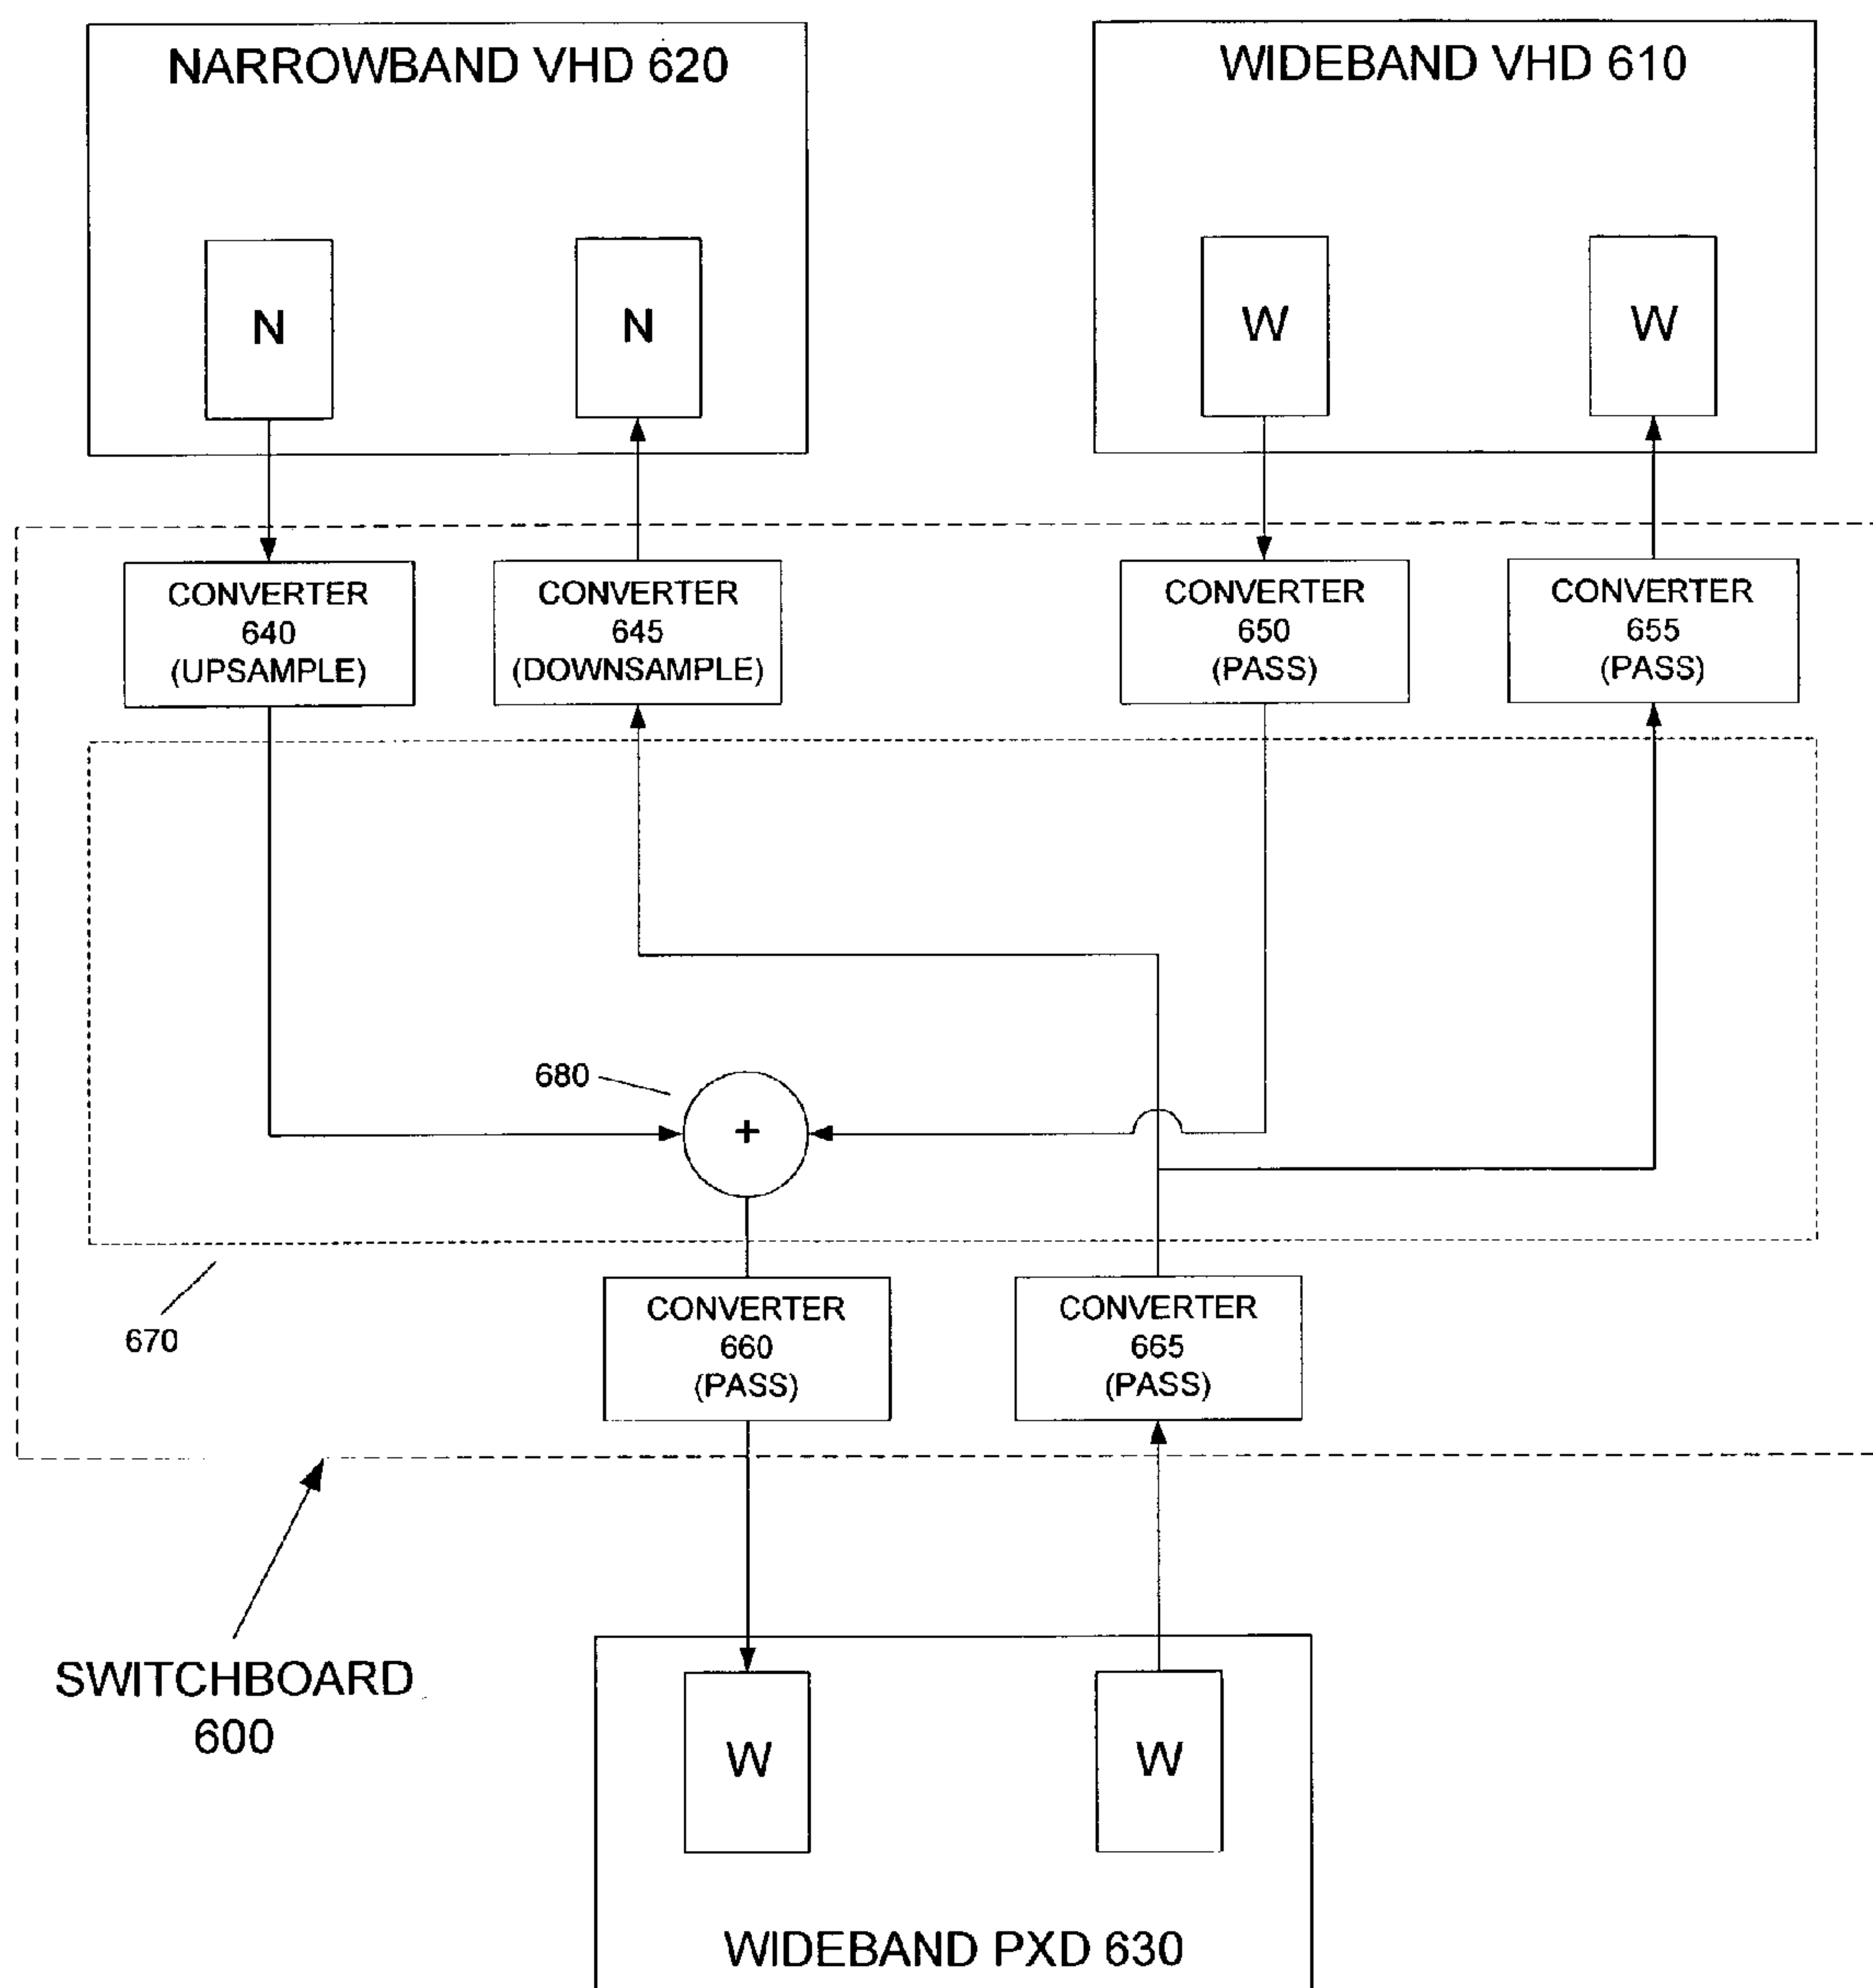 NARROWBAND VHD 620
WIDEBAND VHD 610
N
N
W
W
CONVERTER
640
(UPSAMPLE)
CONVERTER
645
(DOWNSAMPLE)
CONVERTER
650
(PASS)
CONVERTER
655
(PASS)
680
+
670
CONVERTER
660
(PASS)
CONVERTER
665
(PASS)
SWITCHBOARD
600
W
W
WIDEBAND PXD 630